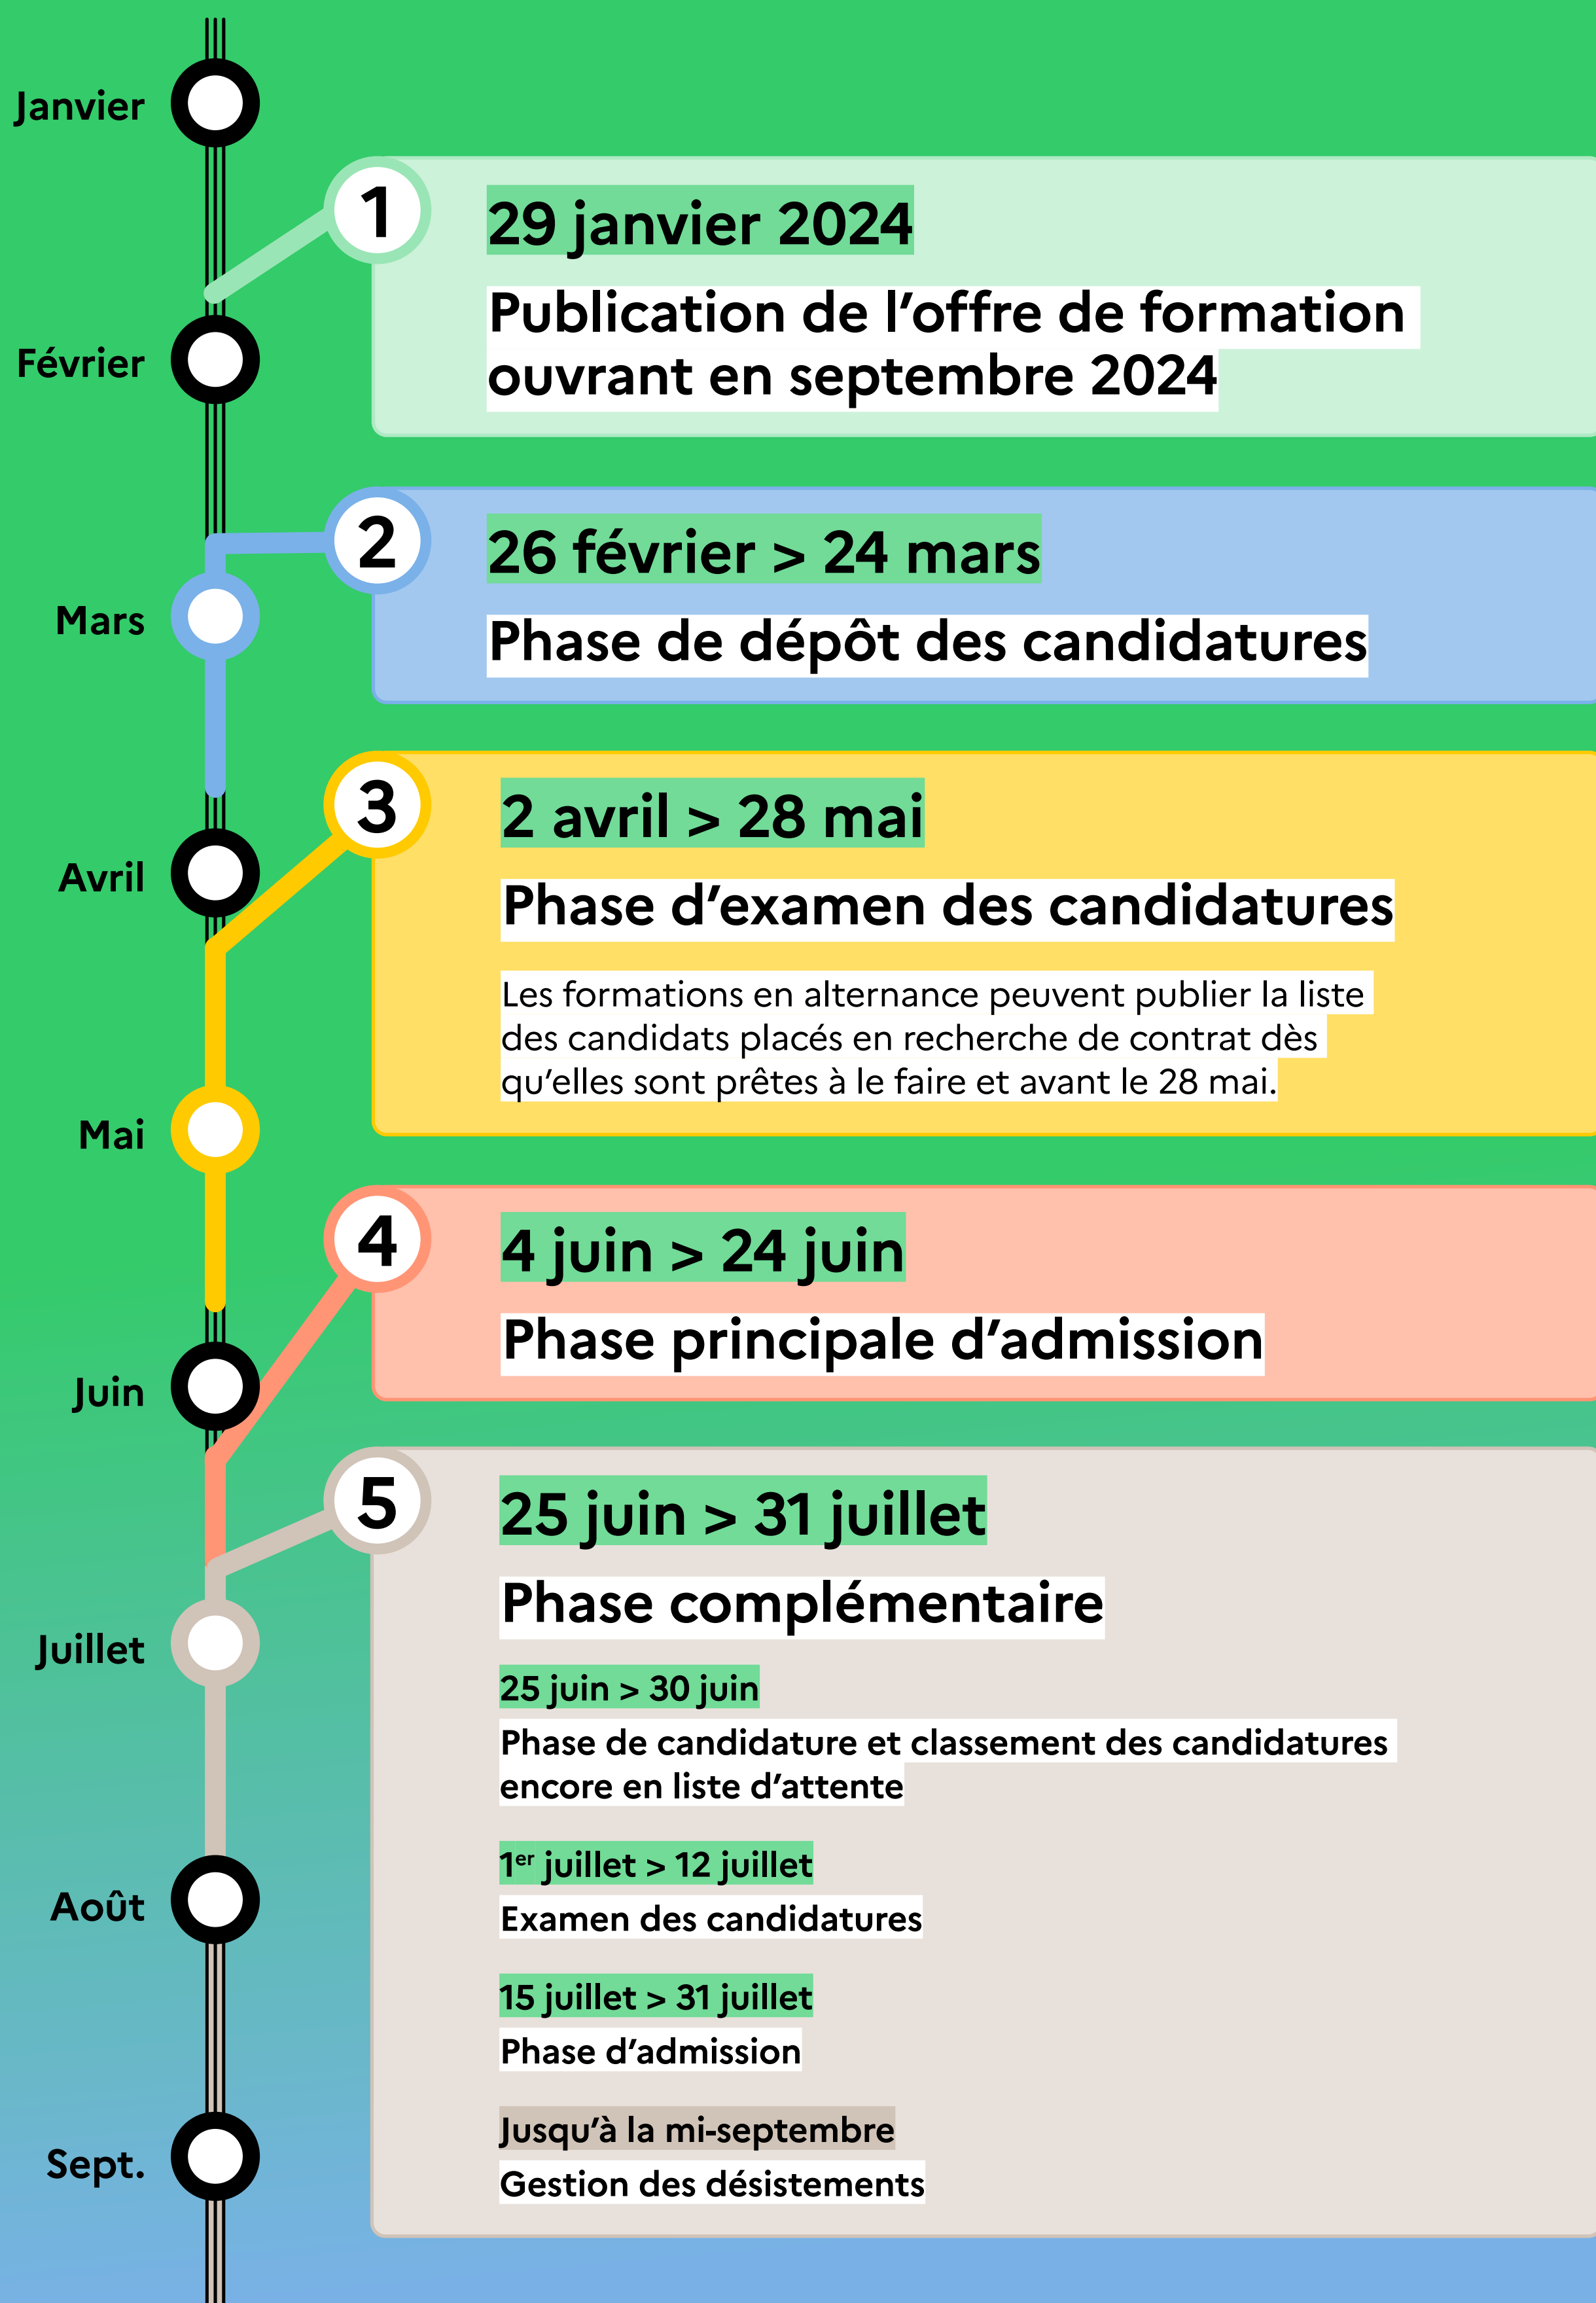 Janvier
1
29 janvier 2024
Publication de l’offre de formation
ouvrant en septembre 2024
Février
2
26 février > 24 mars
Phase de dépôt des candidatures
Mars
3
2 avril > 28 mai
Phase d’examen des candidatures
Les formations en alternance peuvent publier la liste
des candidats placés en recherche de contrat dès
qu’elles sont prêtes à le faire et avant le 28 mai.
Avril
Mai
4
4 juin > 24 juin
Phase principale d’admission
Juin
5
25 juin > 31 juillet
Phase complémentaire
Juillet
25 juin > 30 juin
Phase de candidature et classement des candidatures
encore en liste d’attente
1er juillet > 12 juillet
Examen des candidatures
Août
15 juillet > 31 juillet
Phase d’admission
Jusqu’à la mi-septembre
Gestion des désistements
Sept.